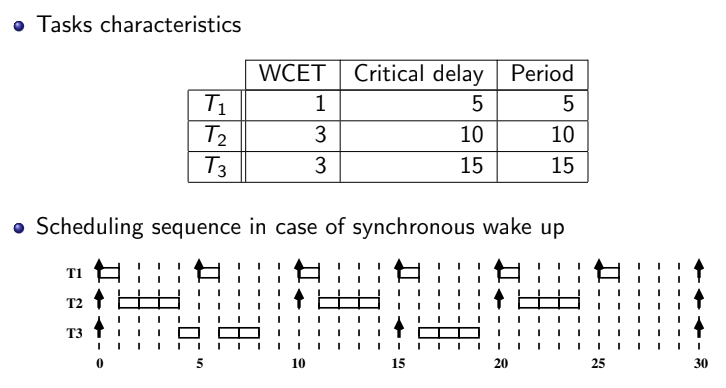 Tasks characteristics
WCET Critical delay Period
T1 1 5 5
T2 3 10 10
T3 3 15 15
Scheduling sequence in case of synchronous wake up
T1
T2
T3
0 5 10 15 20 25 30